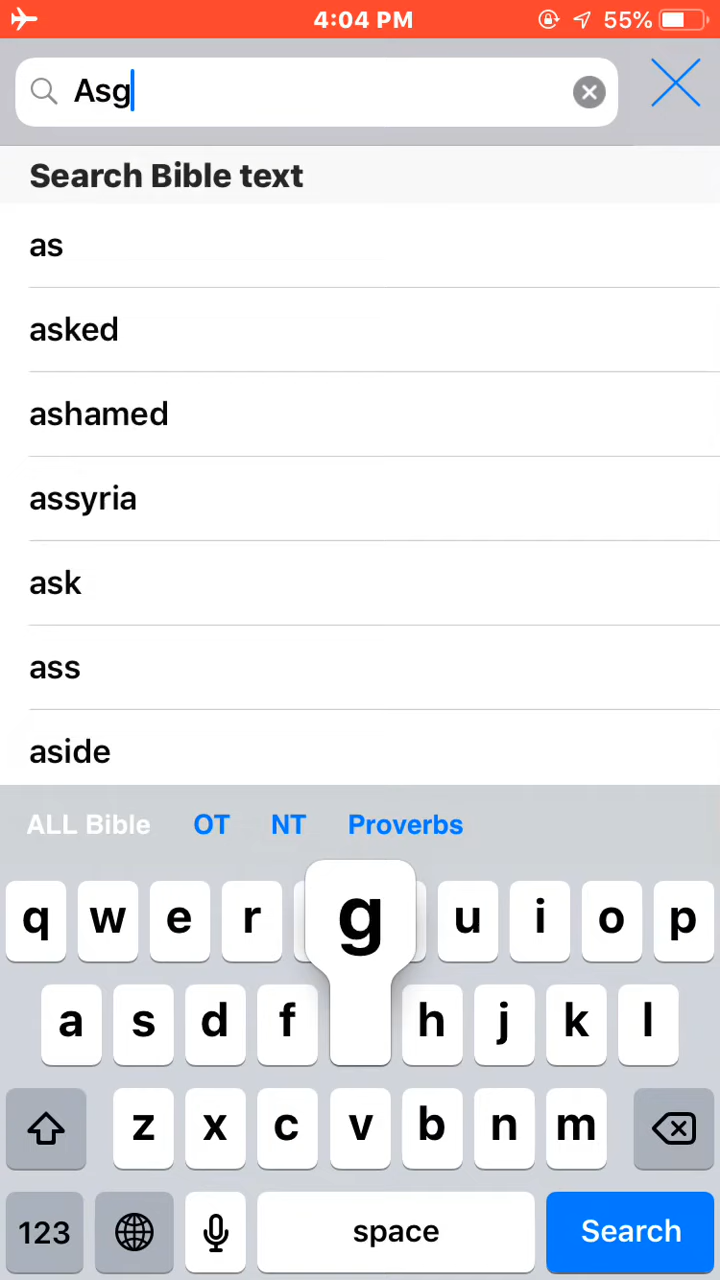 4:04 PM 55%
Asg
Search Bible text
as
asked
ashamed
assyria
ask
ass
aside
ALL Bible OT NT Proverbs
q w e r g u i o p
a s d f h j k l
z x c v b n m
123 space Search